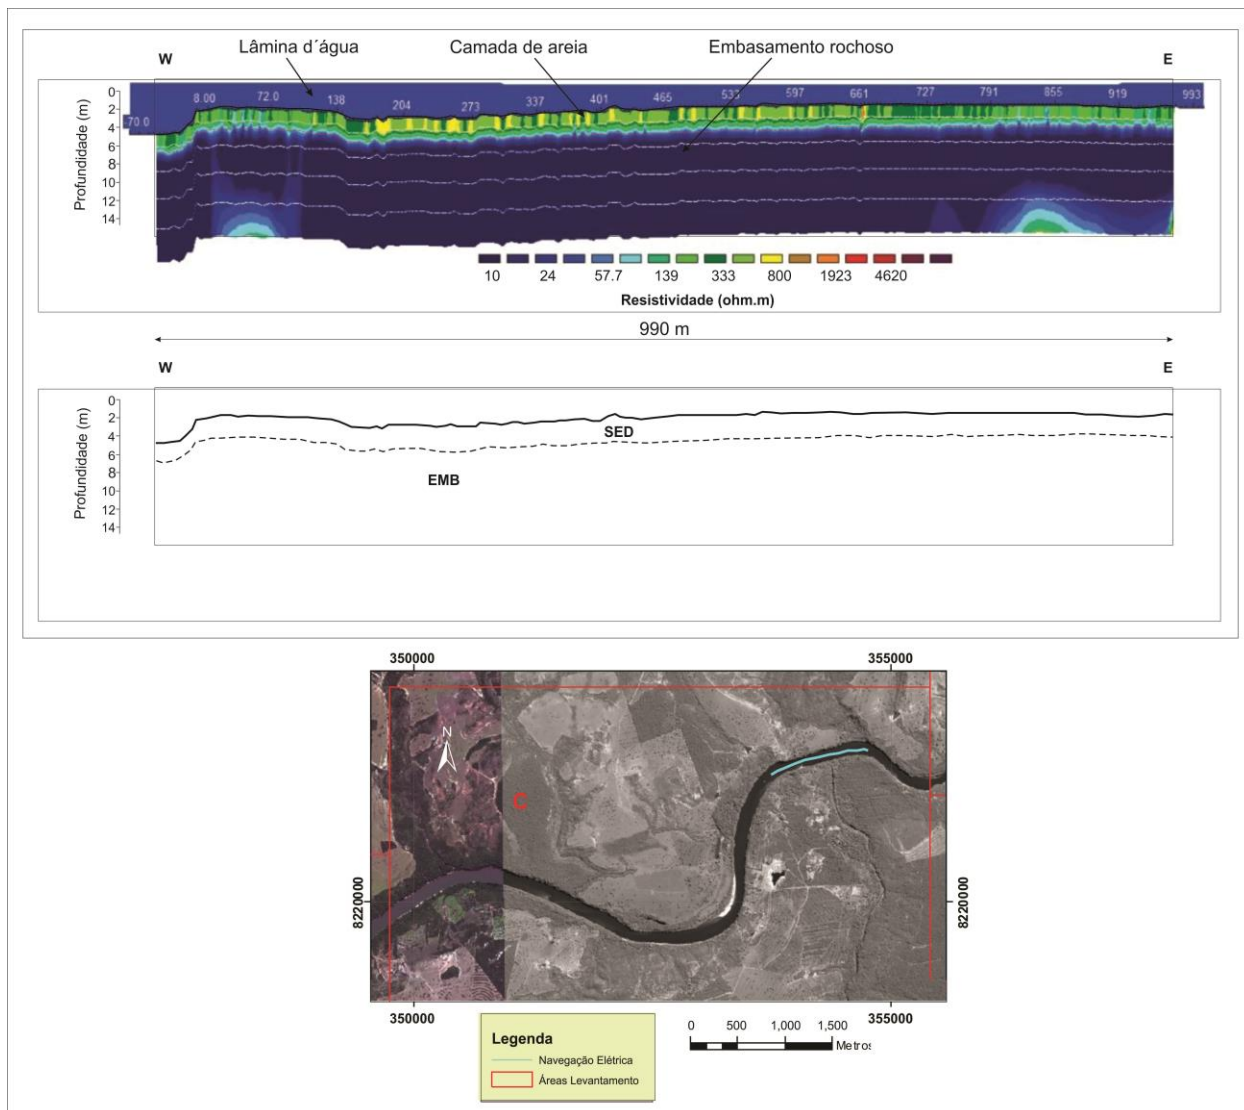 Lâmina d´água Camada de areia Embasamento rochoso
W E
Profundidade (m)
0
2
4
6
8
10
12
14
70.0 8.00 72.0 138 204 273 337 401 465 533 597 661 727 791 855 919 993
10 24 57.7 139 333 800 1923 4620
Resistividade (ohm.m)
990 m
W E
Profundidade (m)
0
2
4
6
8
10
12
14
SED
EMB
350000 355000
N
C
8220000 8220000
350000 355000
Legenda
Navegação Elétrica
Áreas Levantamento
0 500 1,000 1,500
Metros